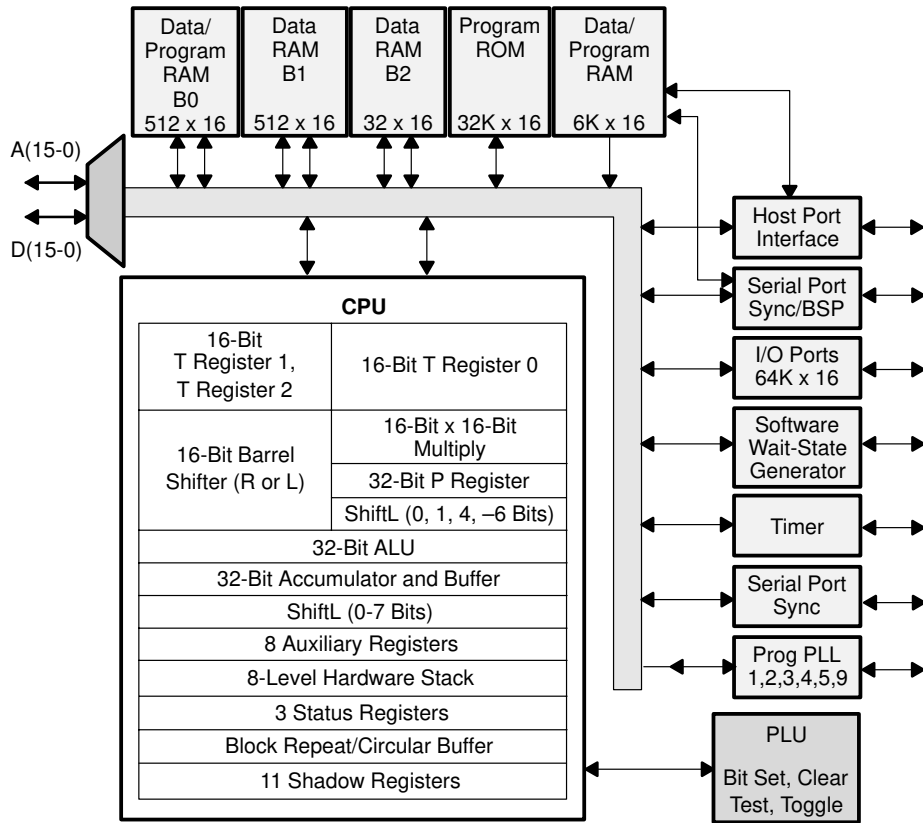 Data/
Program
RAM
B0
512 x 16
Data
RAM
B1
512 x 16
Data
RAM
B2
32 x 16
Program
ROM
32K x 16
Data/
Program
RAM
6K x 16
A(15-0)
D(15-0)
Host Port
Interface
Serial Port
Sync/BSP
I/O Ports
64K x 16
Software
Wait-State
Generator
Timer
Serial Port
Sync
Prog PLL
1,2,3,4,5,9
CPU
16-Bit
T Register 1,
T Register 2
16-Bit T Register 0
16-Bit Barrel
Shifter (R or L)
16-Bit x 16-Bit
Multiply
32-Bit P Register
ShiftL (0, 1, 4, –6 Bits)
32-Bit ALU
32-Bit Accumulator and Buffer
ShiftL (0-7 Bits)
8 Auxiliary Registers
8-Level Hardware Stack
3 Status Registers
Block Repeat/Circular Buffer
11 Shadow Registers
PLU
Bit Set, Clear
Test, Toggle